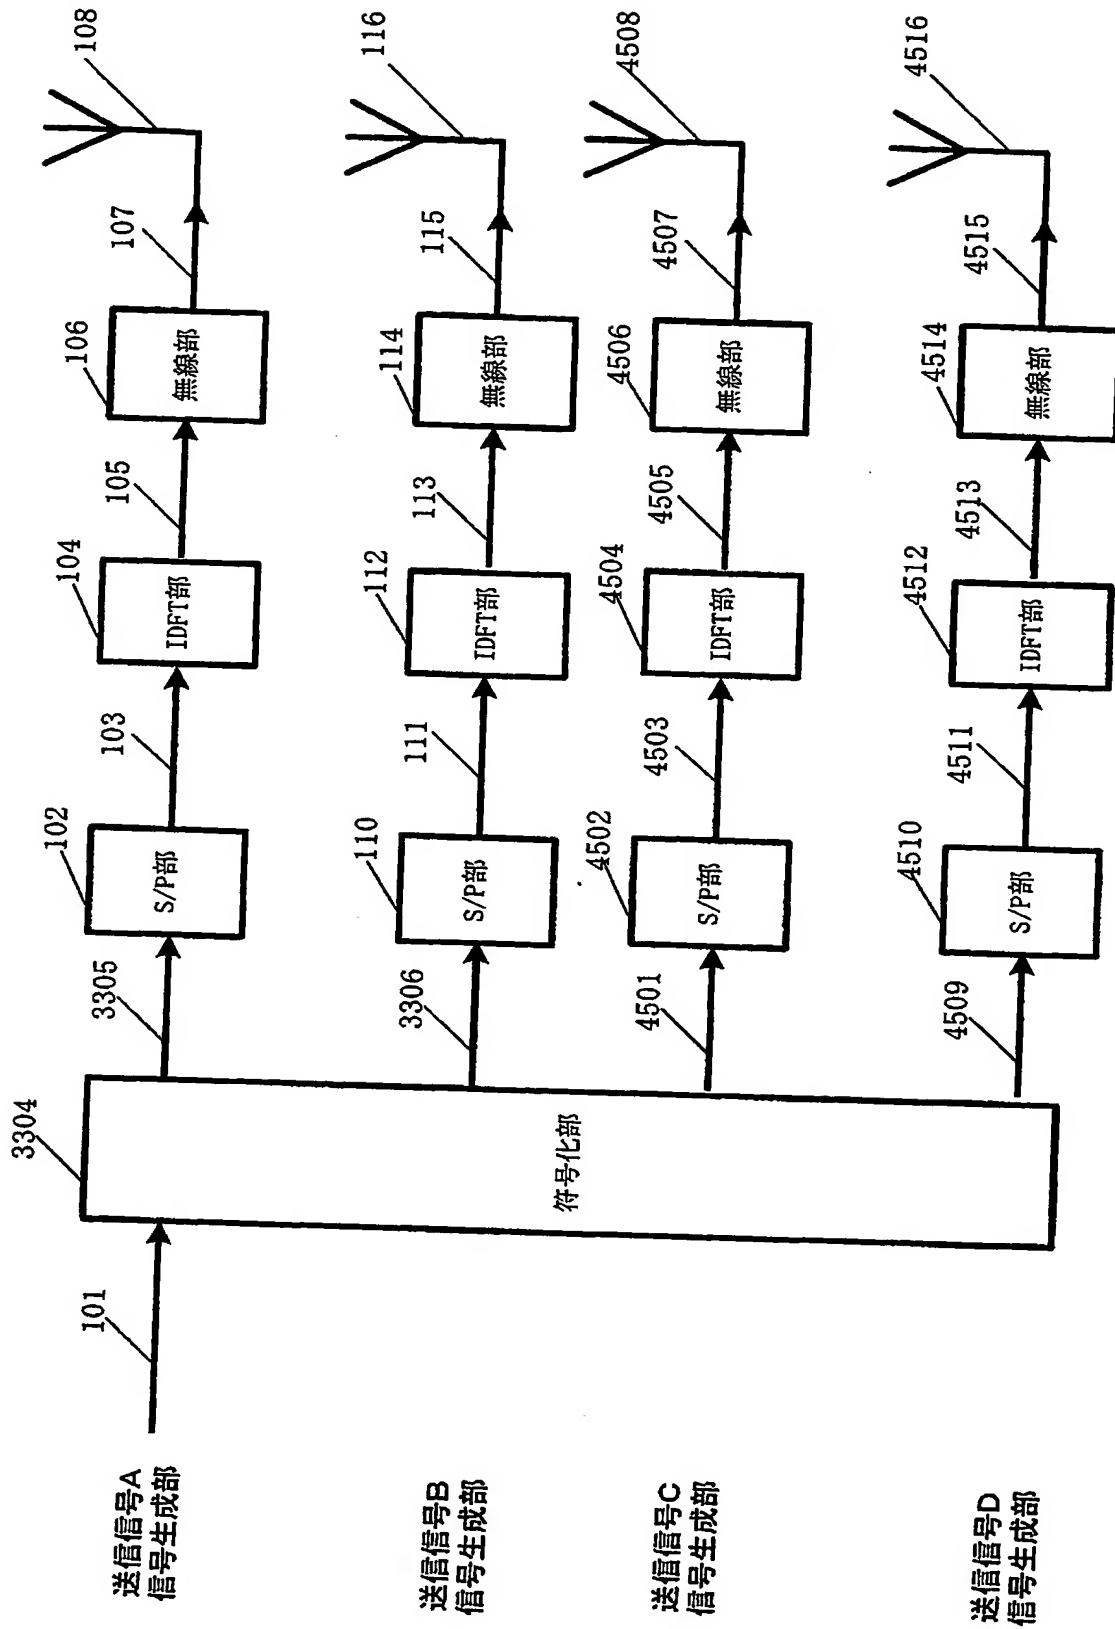 3304
符号化部
101
送信信号A
信号生成部
3305
102
S/P部
103
104
IDFT部
105
106
無線部
107
108
送信信号B
信号生成部
3306
110
S/P部
111
112
IDFT部
113
114
無線部
115
116
送信信号C
信号生成部
4501
4502
S/P部
4503
4504
IDFT部
4505
4506
無線部
4507
4508
送信信号D
信号生成部
4509
4510
S/P部
4511
4512
IDFT部
4513
4514
無線部
4515
4516